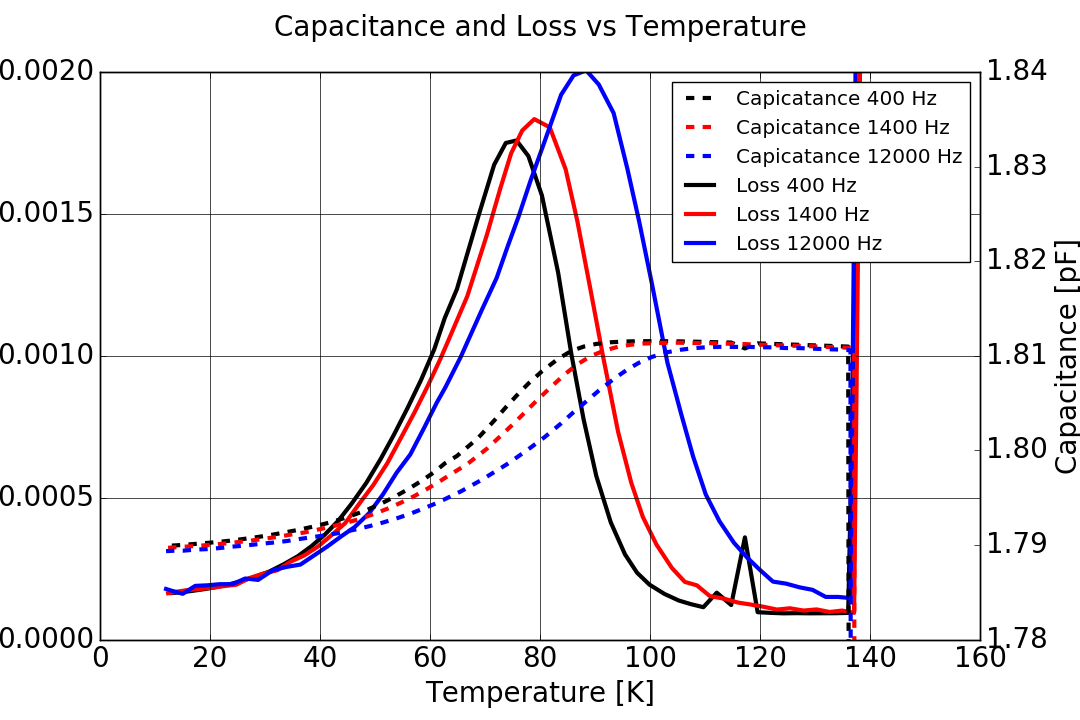 Capacitance and Loss vs Temperature
0.0020
0.0015
0.0010
0.0005
0.0000
1.84
1.83
1.82
1.81
1.80
1.79
1.78
Capacitance [pF]
Capicatance 400 Hz
Capicatance 1400 Hz
Capicatance 12000 Hz
Loss 400 Hz
Loss 1400 Hz
Loss 12000 Hz
0 20 40 60 80 100 120 140 160
Temperature [K]